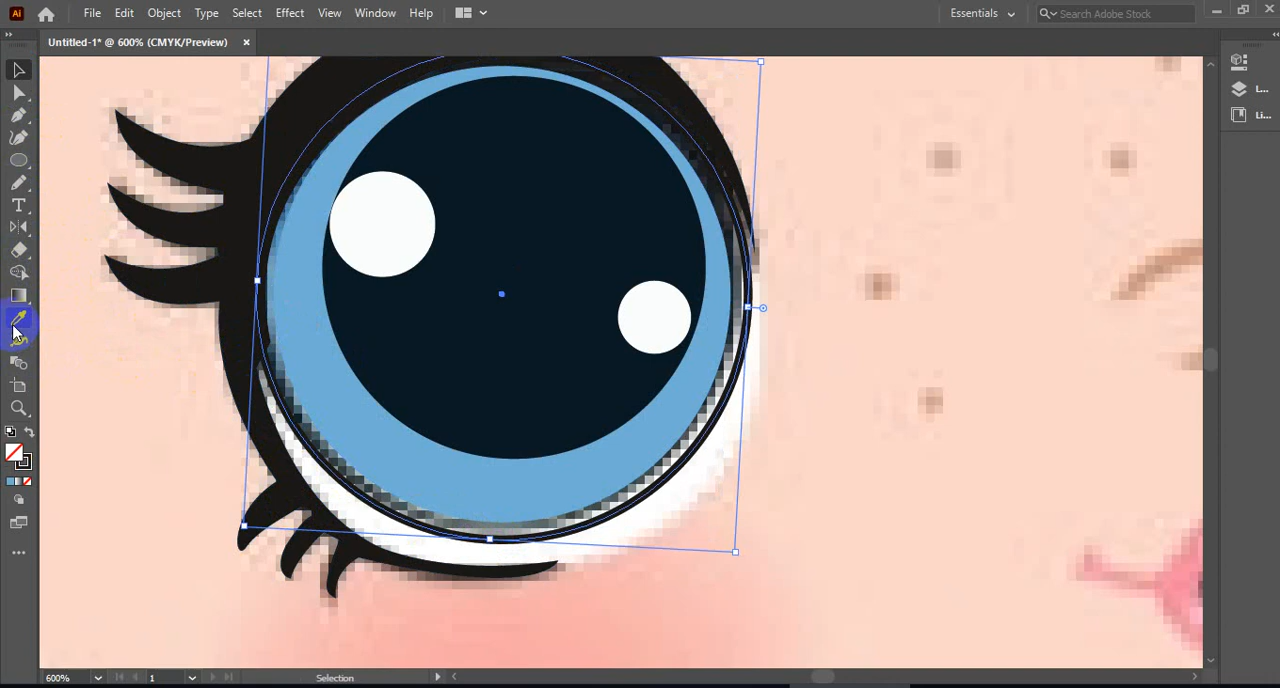 Ai File Edit Object Type Select Effect View Window Help Essentials Search Adobe Stock
Untitled-1* @ 600% (CMYK/Preview)
L...
Li...
T
600% 1 Selection